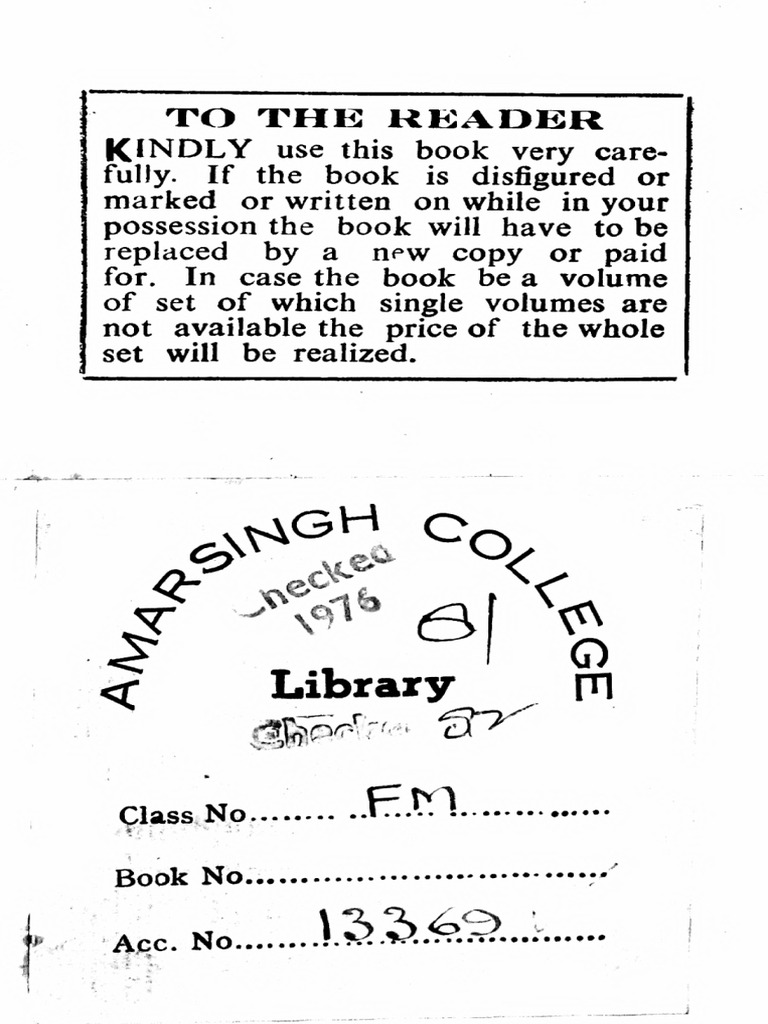 TO THE READER
KINDLY use this book very care-
fully. If the book is disfigured or
marked or written on while in your
possession the book will have to be
replaced by a new copy or paid
for. In case the book be a volume
of set of which single volumes are
not available the price of the whole
set will be realized.
AMARSINGH COLLEGE
Checked
1976
81
Library
Checked 82
Class No........ ..FM..................
Book No.................................
Acc. No........13369................